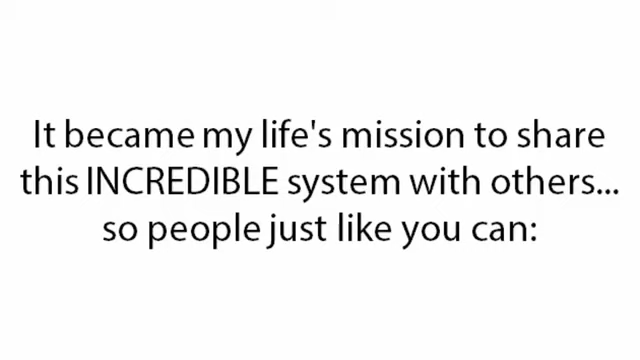 It became my life's mission to share
this INCREDIBLE system with others...
so people just like you can: